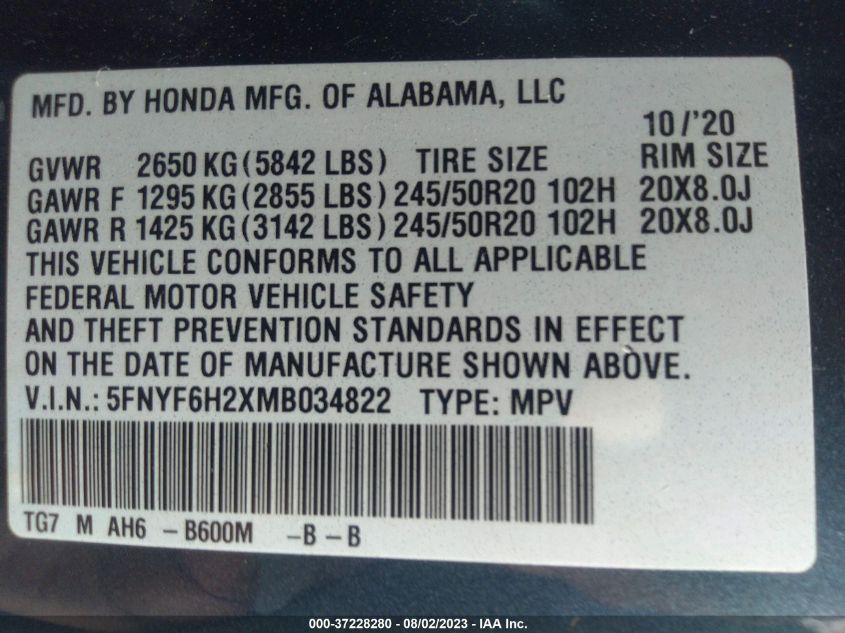 MFD. BY HONDA MFG. OF ALABAMA, LLC
10/'20
GVWR 2650 KG (5842 LBS) TIRE SIZE RIM SIZE
GAWR F 1295 KG (2855 LBS) 245/50R20 102H 20X8.0J
GAWR R 1425 KG (3142 LBS) 245/50R20 102H 20X8.0J
THIS VEHICLE CONFORMS TO ALL APPLICABLE
FEDERAL MOTOR VEHICLE SAFETY
AND THEFT PREVENTION STANDARDS IN EFFECT
ON THE DATE OF MANUFACTURE SHOWN ABOVE.
V.I.N.: 5FNYF6H2XMB034822 TYPE: MPV
TG7 M AH6 -B600M -B-B
000-37228280 - 08/02/2023 - IAA Inc.